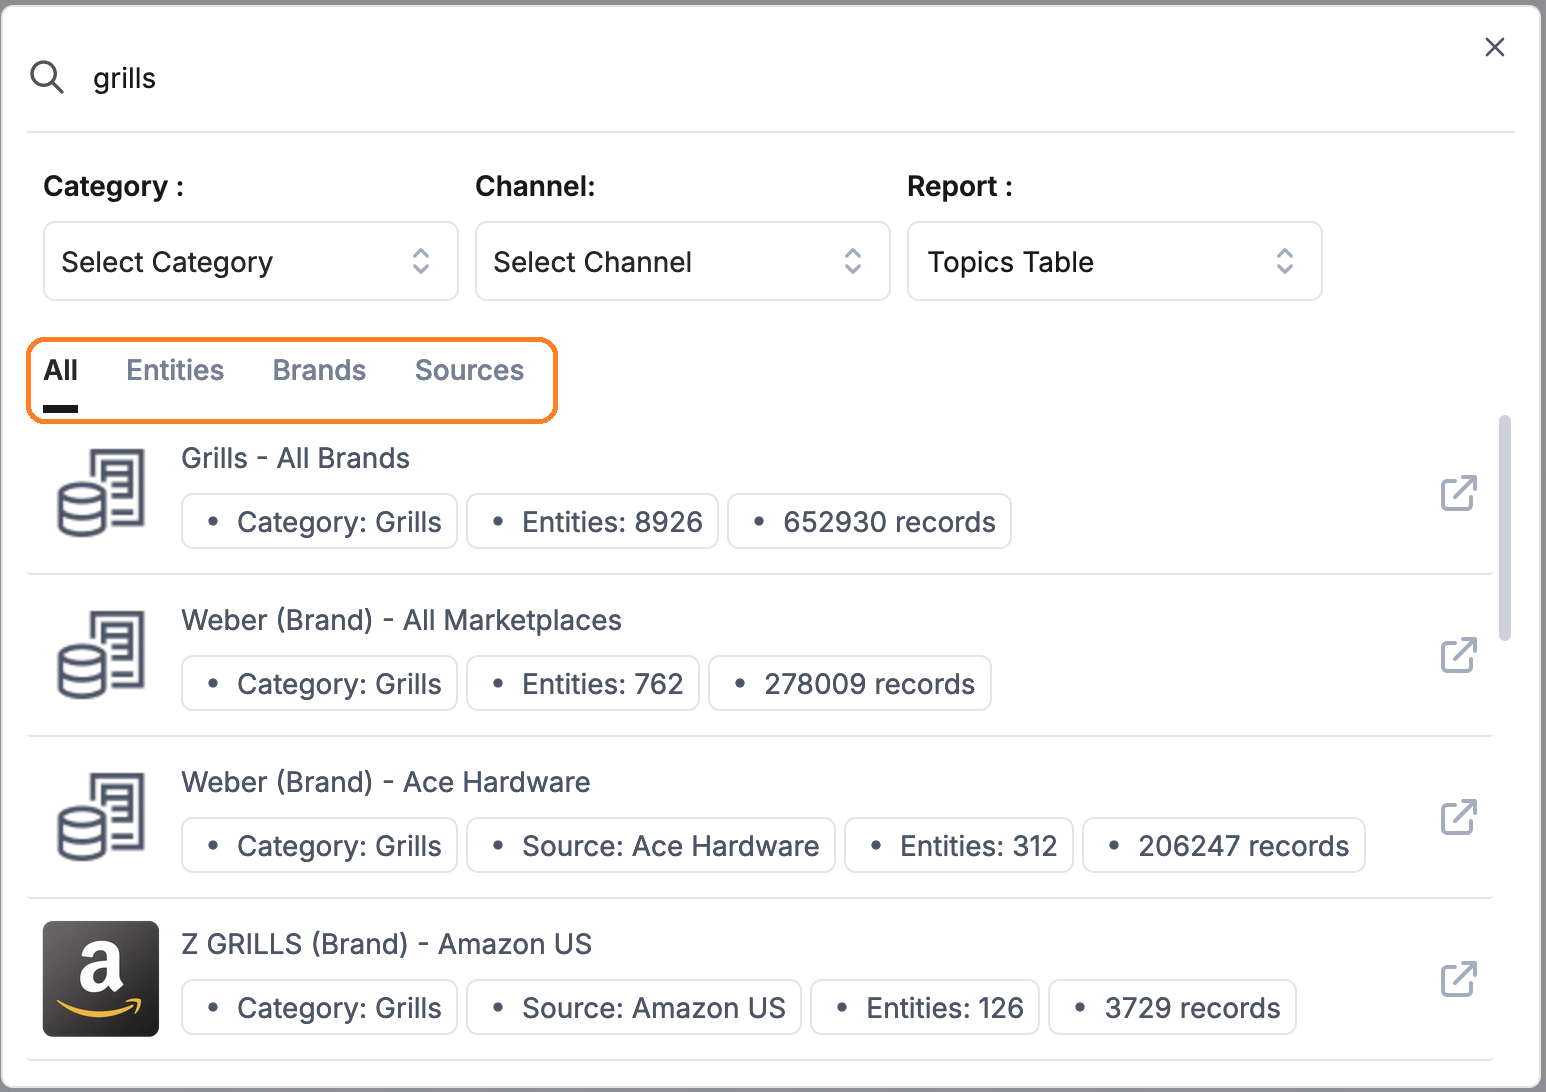 grills
Category : Channel: Report :
Select Category Select Channel Topics Table
All Entities Brands Sources
Grills - All Brands
• Category: Grills • Entities: 8926 • 652930 records
Weber (Brand) - All Marketplaces
• Category: Grills • Entities: 762 • 278009 records
Weber (Brand) - Ace Hardware
• Category: Grills • Source: Ace Hardware • Entities: 312 • 206247 records
a
Z GRILLS (Brand) - Amazon US
• Category: Grills • Source: Amazon US • Entities: 126 • 3729 records